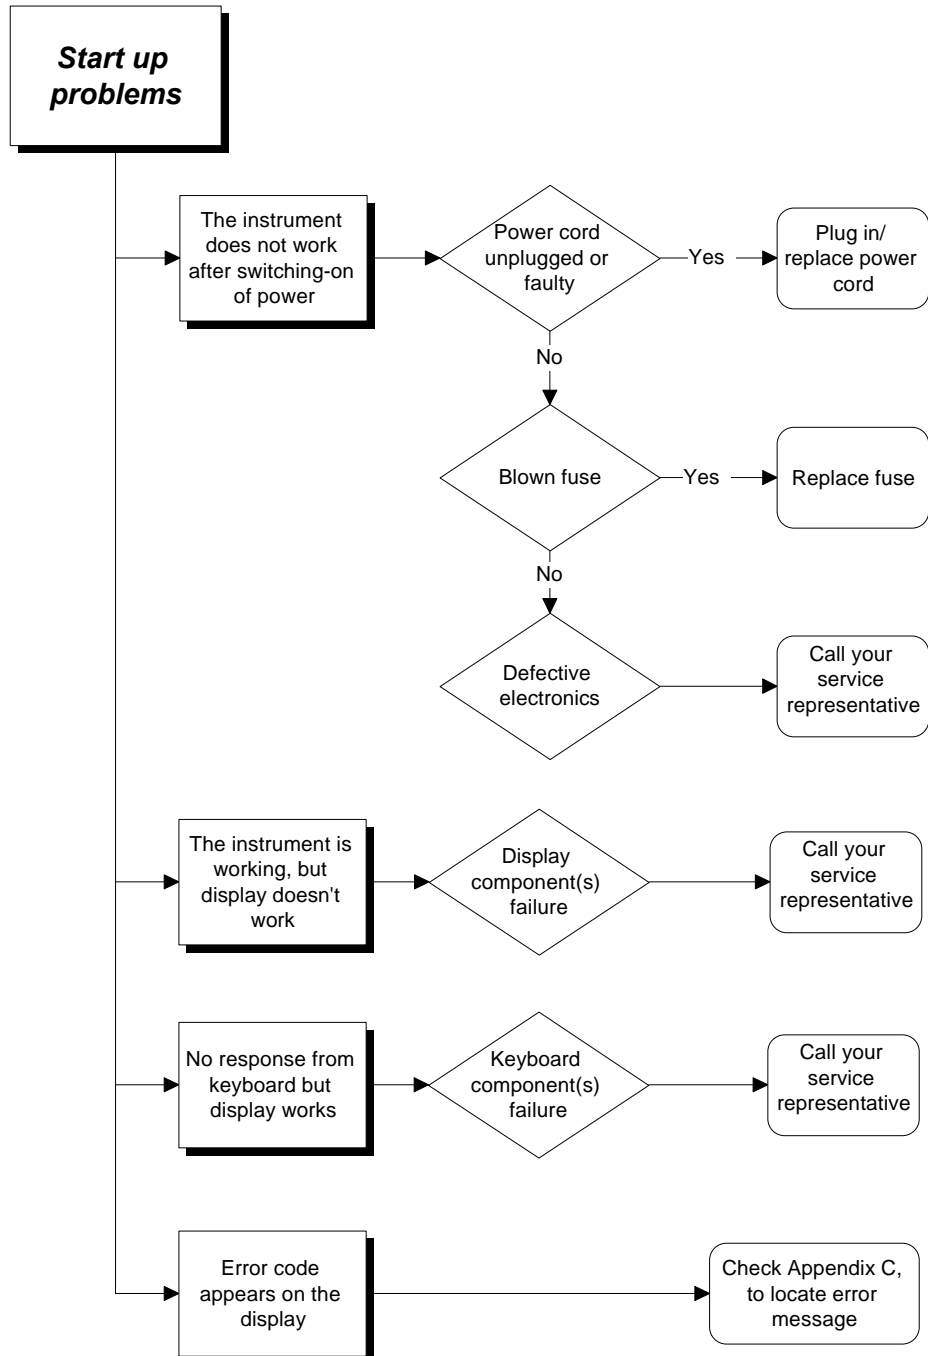 Start up
problems
The instrument
does not work
after switching-on
of power
Power cord
unplugged or
faulty
Yes
Plug in/
replace power
cord
No
Blown fuse
Yes
Replace fuse
No
Defective
electronics
Call your
service
representative
The instrument is
working, but
display doesn't
work
Display
component(s)
failure
Call your
service
representative
No response from
keyboard but
display works
Keyboard
component(s)
failure
Call your
service
representative
Error code
appears on the
display
Check Appendix C,
to locate error
message